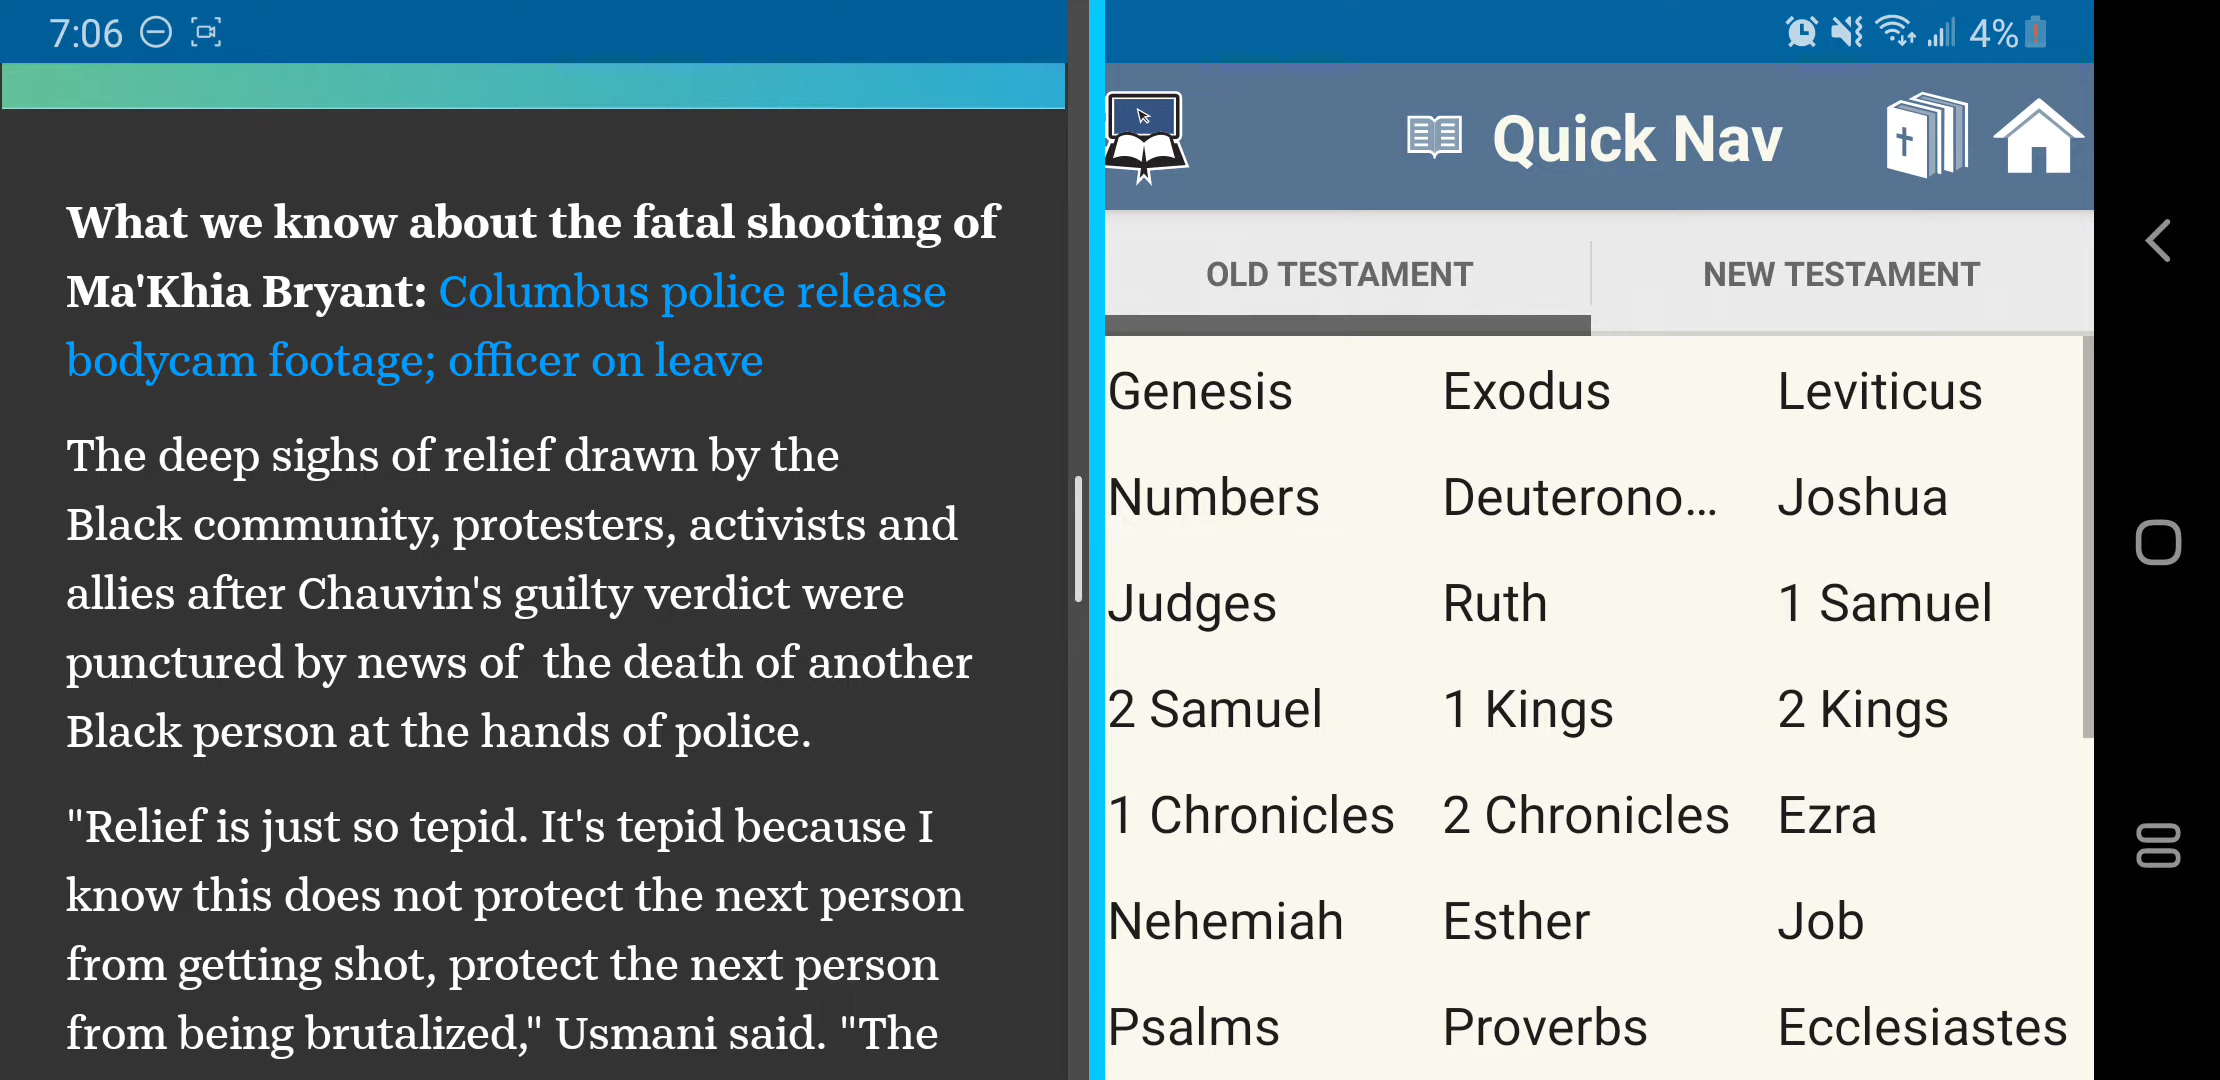 7:06
4%
What we know about the fatal shooting of
Ma'Khia Bryant: Columbus police release
bodycam footage; officer on leave
The deep sighs of relief drawn by the
Black community, protesters, activists and
allies after Chauvin's guilty verdict were
punctured by news of  the death of another
Black person at the hands of police.
"Relief is just so tepid. It's tepid because I
know this does not protect the next person
from getting shot, protect the next person
from being brutalized," Usmani said. "The
Quick Nav
OLD TESTAMENT NEW TESTAMENT
Genesis Exodus Leviticus
Numbers Deuterono... Joshua
Judges Ruth 1 Samuel
2 Samuel 1 Kings 2 Kings
1 Chronicles 2 Chronicles Ezra
Nehemiah Esther Job
Psalms Proverbs Ecclesiastes